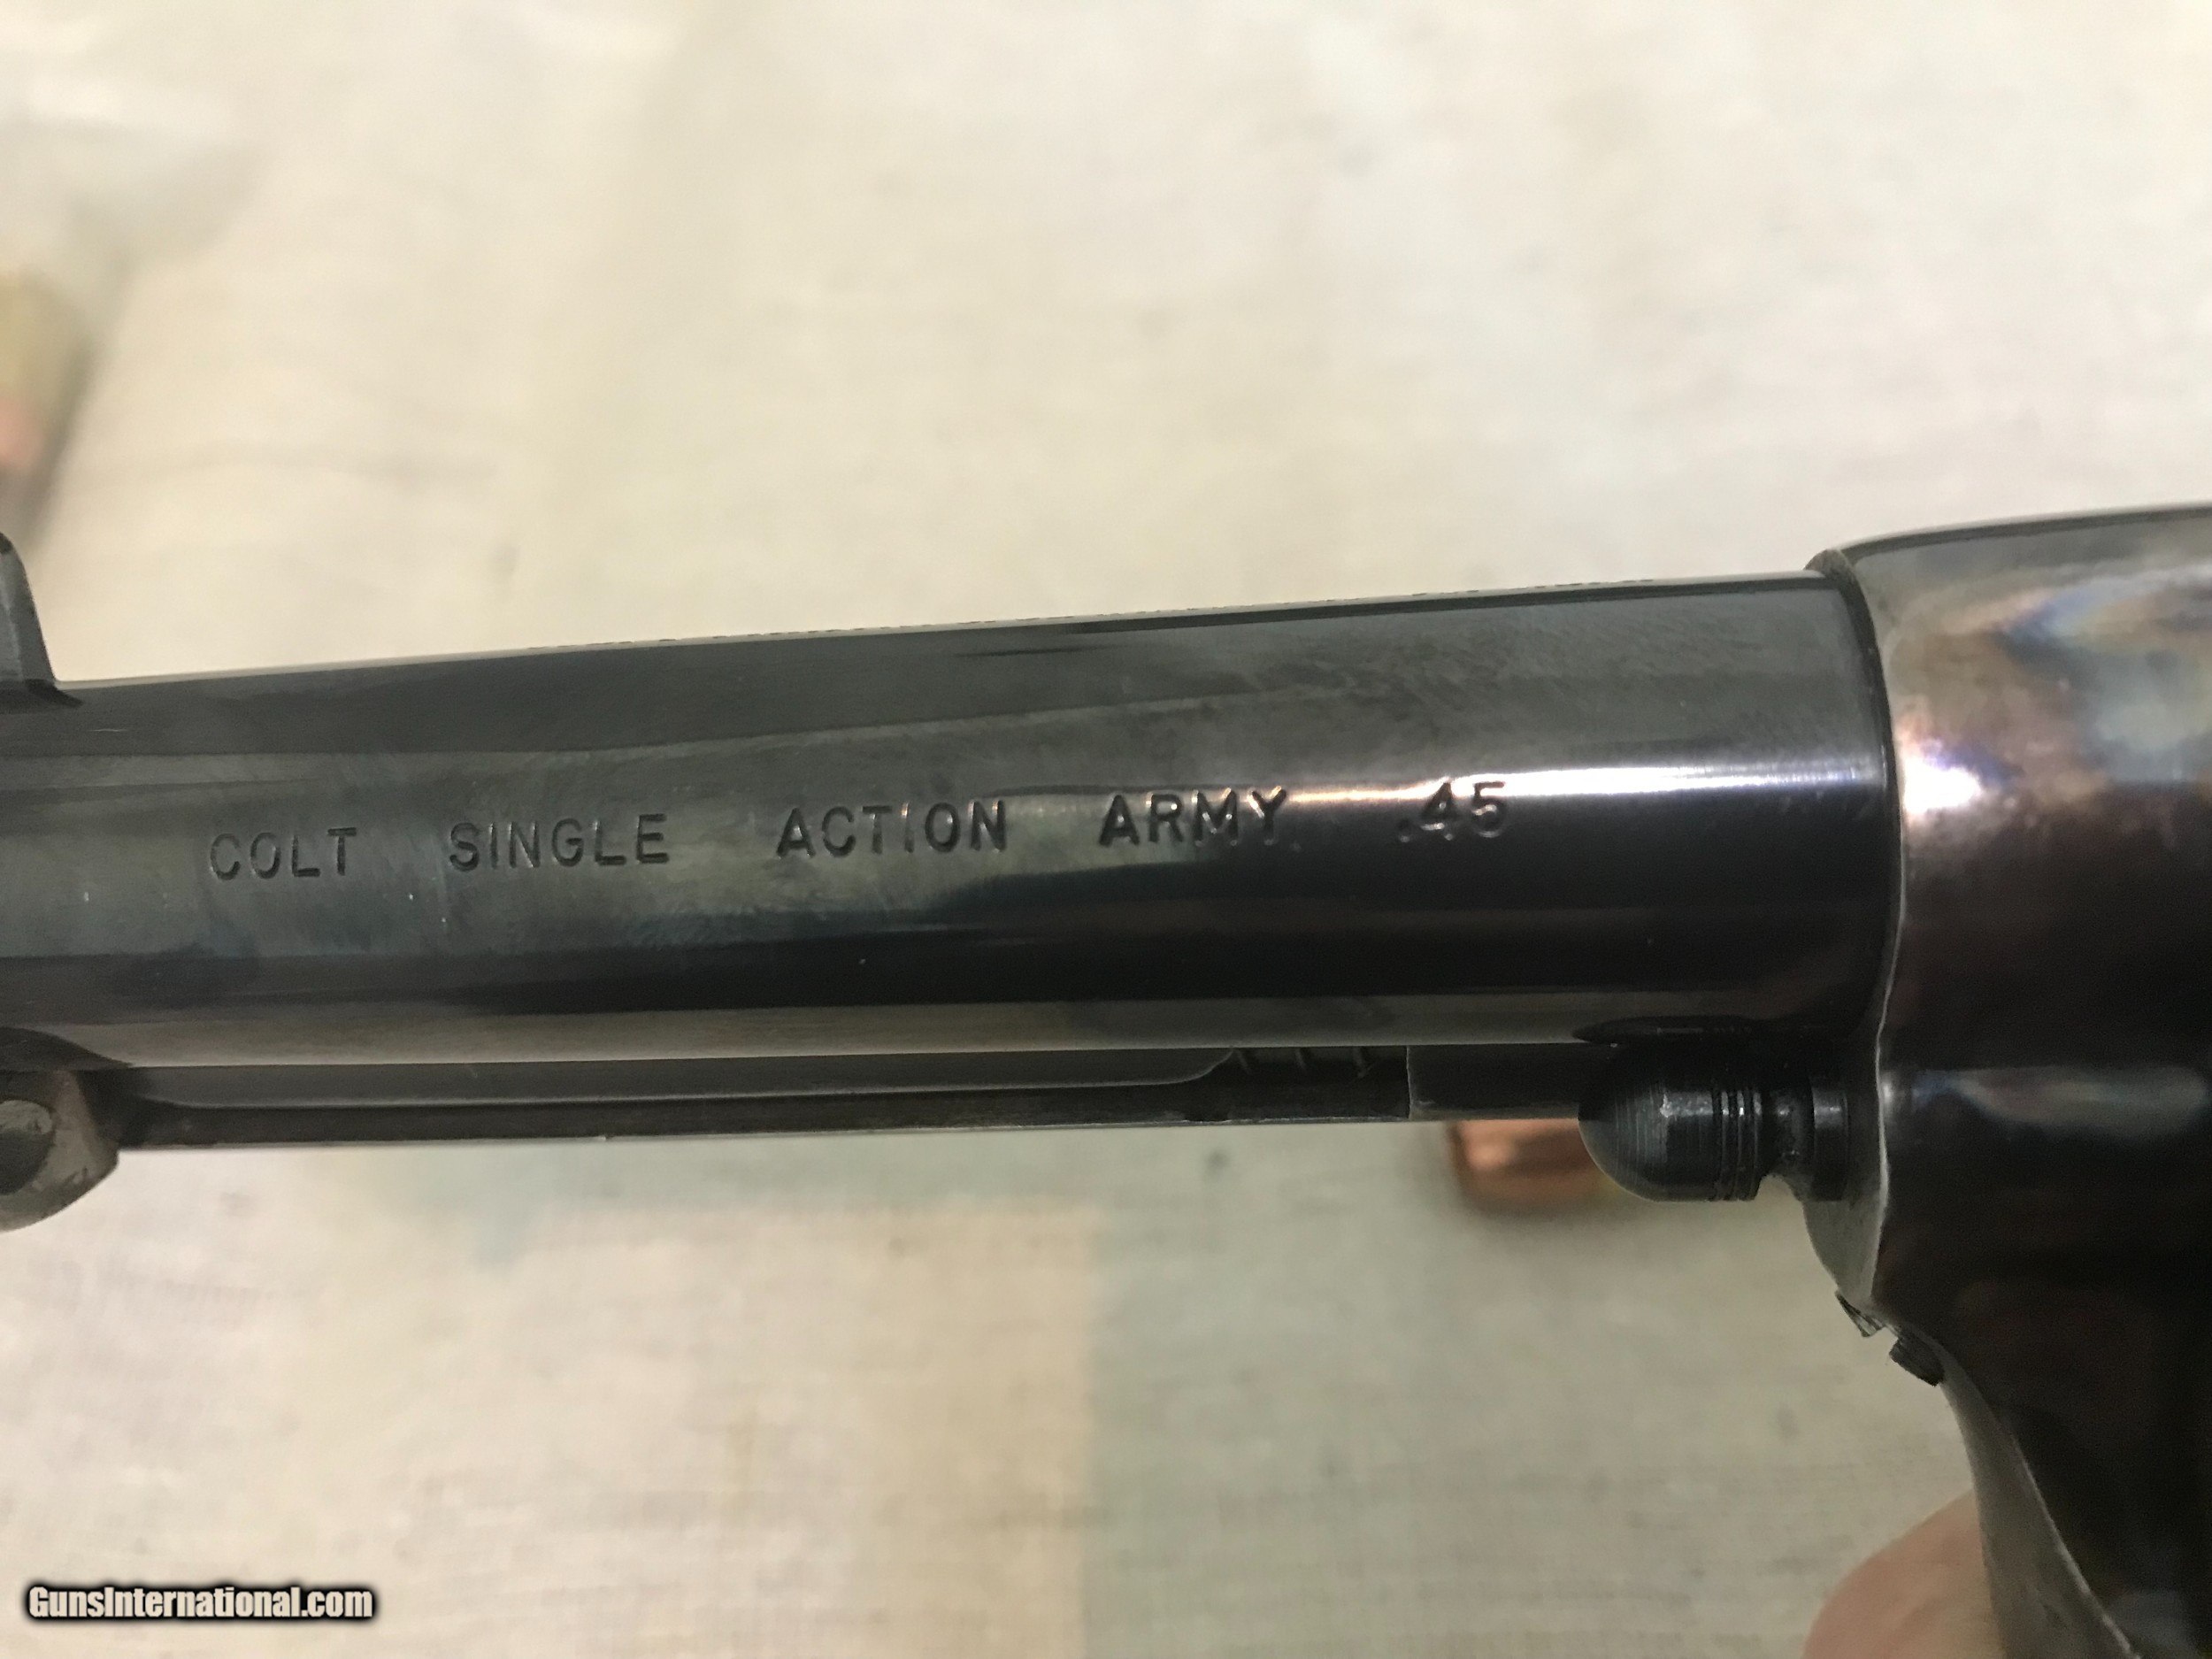 COLT SINGLE ACTION ARMY .45
GunsInternational.com